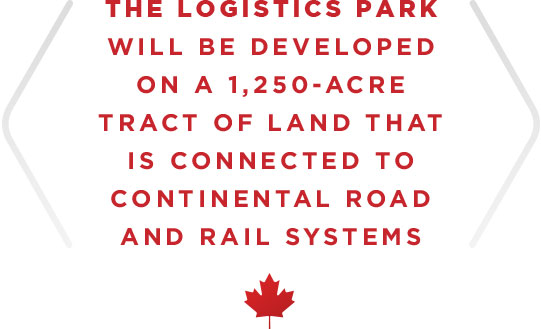 THE LOGISTICS PARK
WILL BE DEVELOPED
ON A 1,250-ACRE
TRACT OF LAND THAT
IS CONNECTED TO
CONTINENTAL ROAD
AND RAIL SYSTEMS